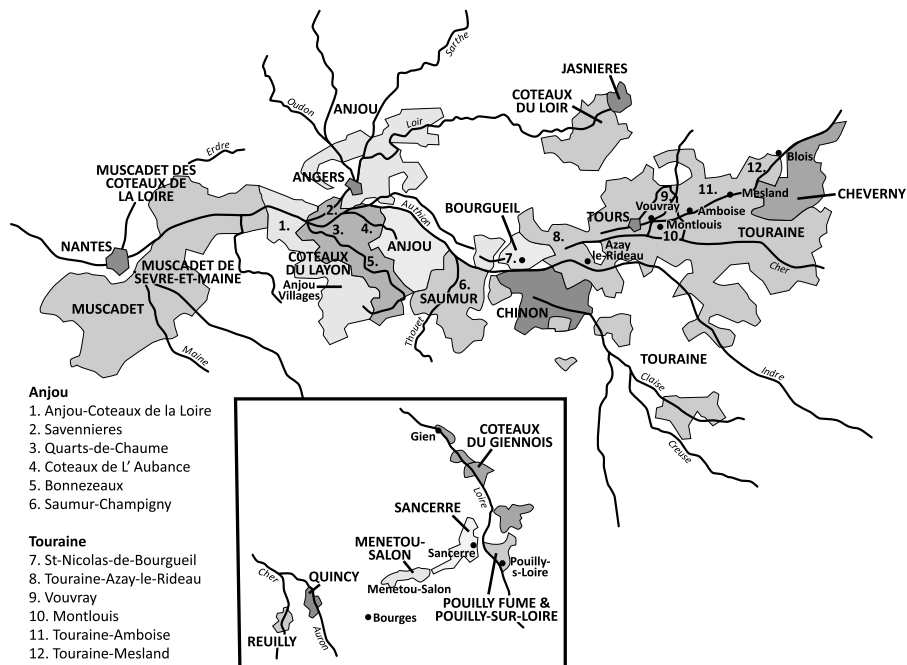 JASNIERES
COTEAUX
DU LOIR
Sarthe
Oudon
ANJOU
Loir
Erdre
MUSCADET DES
COTEAUX DE
LA LOIRE
ANGERS
Authion
BOURGUEIL
12.
Blois
11.
Mesland
CHEVERNY
9.
Vouvray
Amboise
TOURS
Montlouis
10.
TOURAINE
Cher
8.
Azay
le-Rideau
7.
NANTES
1.
2.
3.
4.
ANJOU
5.
COTEAUX
DU LAYON
Anjou
Villages
6.
SAUMUR
CHINON
Thouet
MUSCADET DE
SEVRE-ET-MAINE
MUSCADET
Maine
TOURAINE
Indre
Claise
Creuse
Anjou
1. Anjou-Coteaux de la Loire
2. Savennieres
3. Quarts-de-Chaume
4. Coteaux de L' Aubance
5. Bonnezeaux
6. Saumur-Champigny
Touraine
7. St-Nicolas-de-Bourgueil
8. Touraine-Azay-le-Rideau
9. Vouvray
10. Montlouis
11. Touraine-Amboise
12. Touraine-Mesland
Gien
COTEAUX
DU GIENNOIS
Loire
SANCERRE
Sancerre
MENETOU-
SALON
Menetou-Salon
Pouilly-
s-Loire
POUILLY FUME &
POUILLY-SUR-LOIRE
Bourges
Cher
QUINCY
Auron
REUILLY